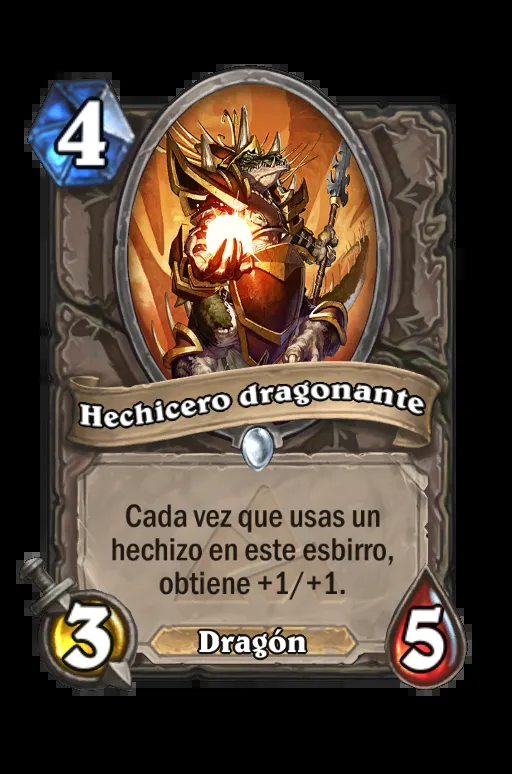 4
Hechicero dragonante
Cada vez que usas un
hechizo en este esbirro,
obtiene +1/+1.
3
Dragón
5